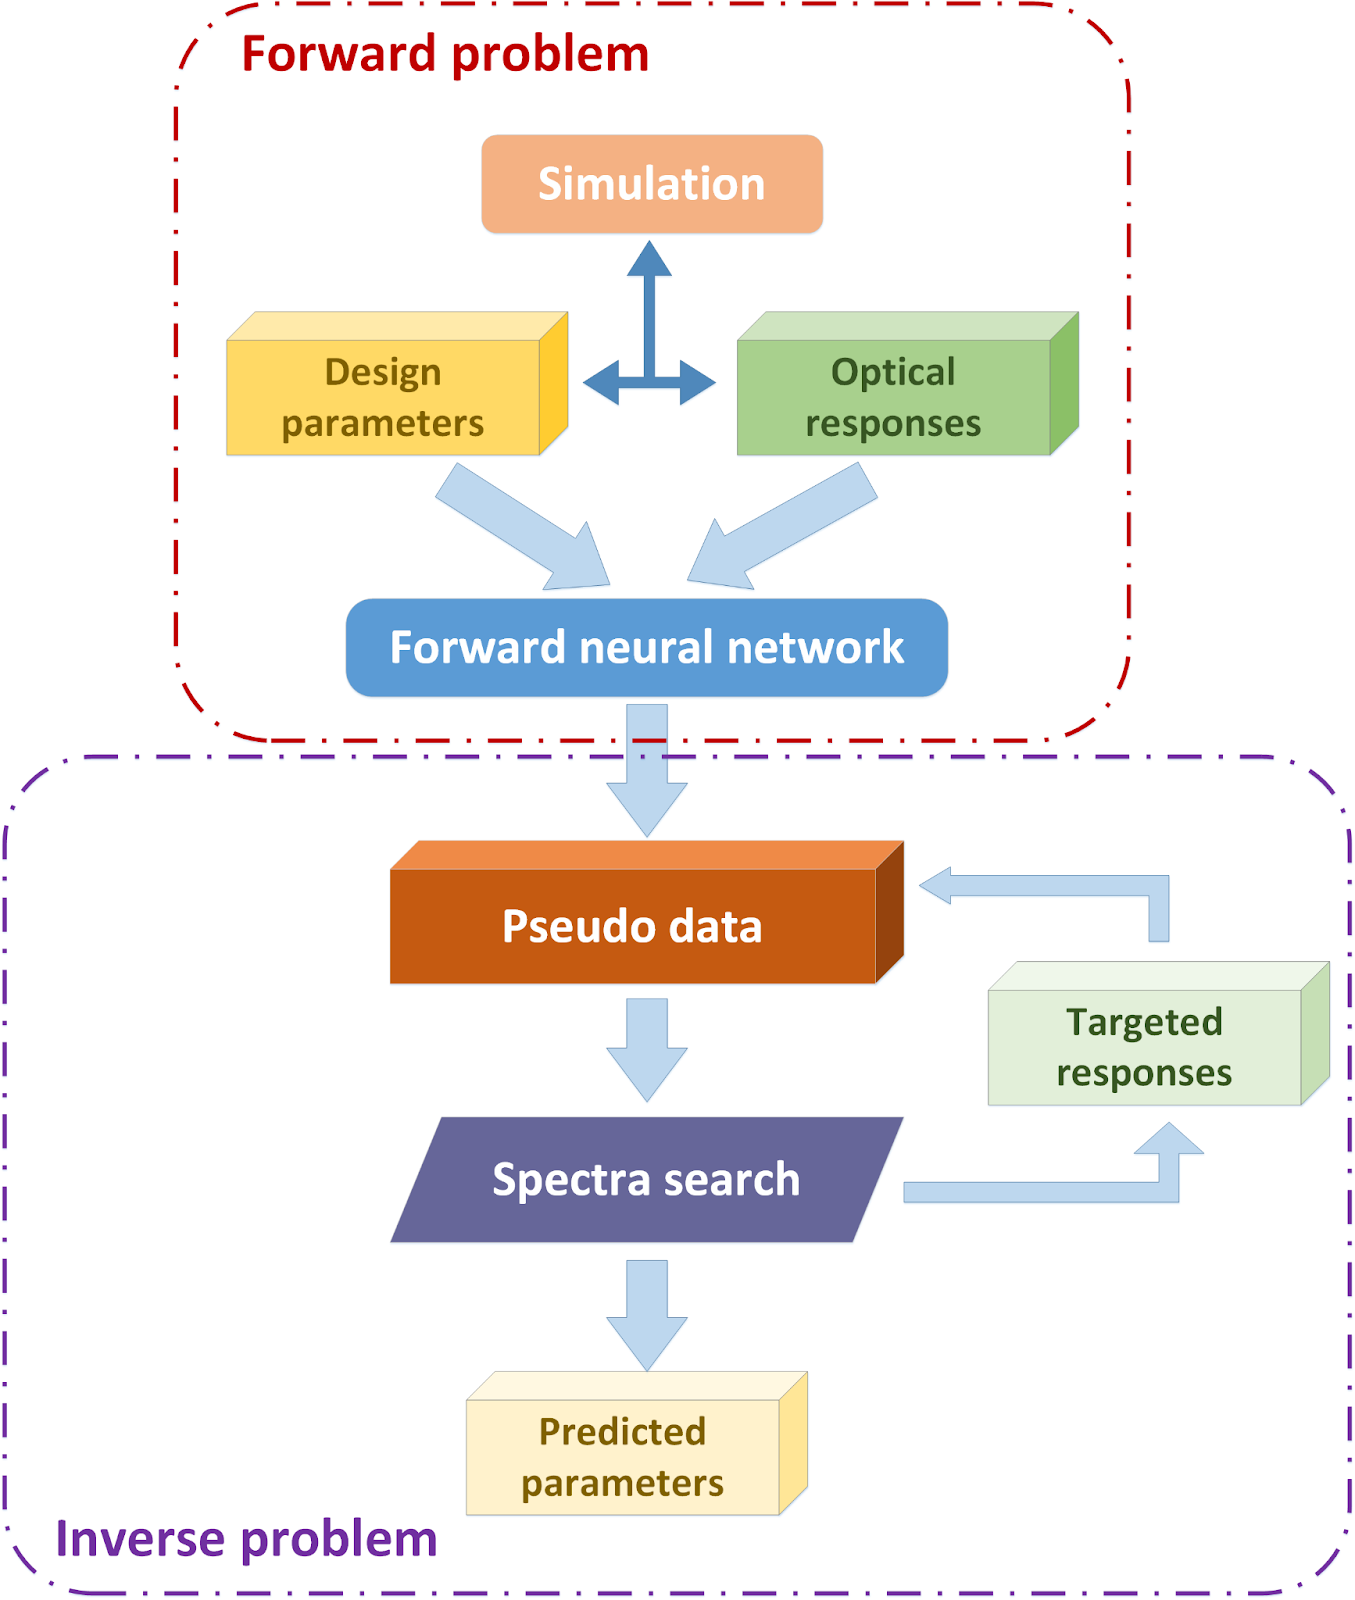 Forward problem
Simulation
Design
parameters
Optical
responses
Forward neural network
Pseudo data
Targeted
responses
Spectra search
Predicted
parameters
Inverse problem